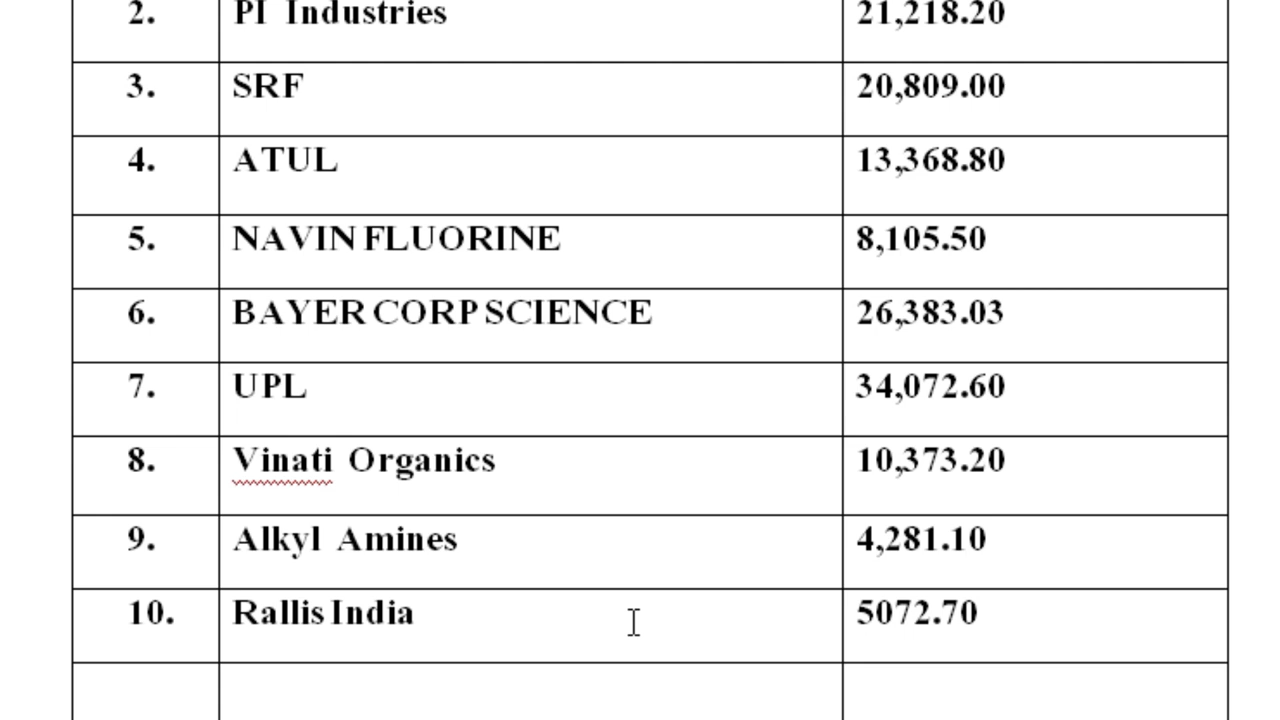 2. PI Industries 21,218.20
3. SRF 20,809.00
4. ATUL 13,368.80
5. NAVIN FLUORINE 8,105.50
6. BAYER CORP SCIENCE 26,383.03
7. UPL 34,072.60
8. Vinati Organics 10,373.20
9. Alkyl Amines 4,281.10
10. Rallis India 5072.70